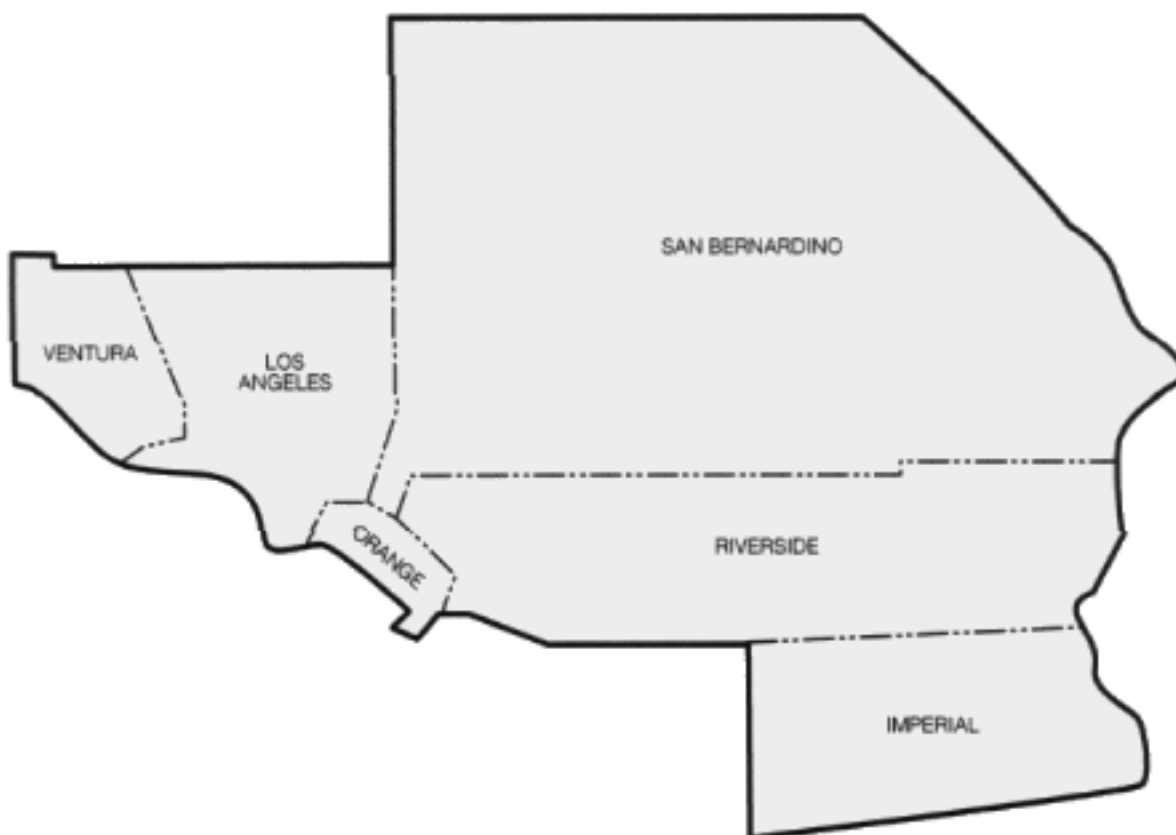 SAN BERNARDINO
VENTURA
LOS
ANGELES
ORANGE
RIVERSIDE
IMPERIAL